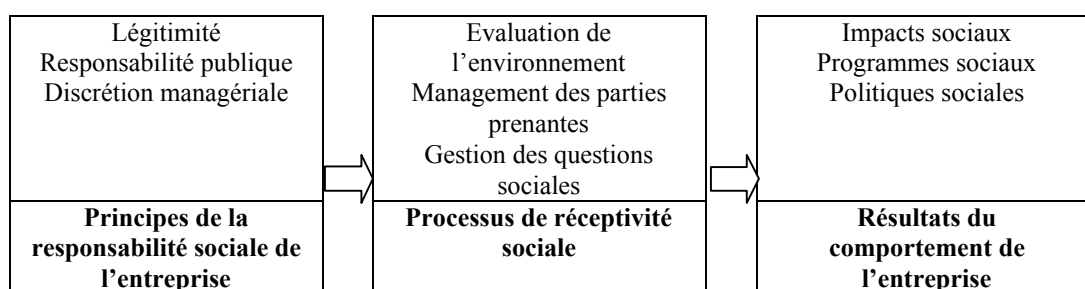 Légitimité
Responsabilité publique
Discrétion managériale
Principes de la
responsabilité sociale de
l’entreprise
Evaluation de
l’environnement
Management des parties
prenantes
Gestion des questions
sociales
Processus de réceptivité
sociale
Impacts sociaux
Programmes sociaux
Politiques sociales
Résultats du
comportement de
l’entreprise